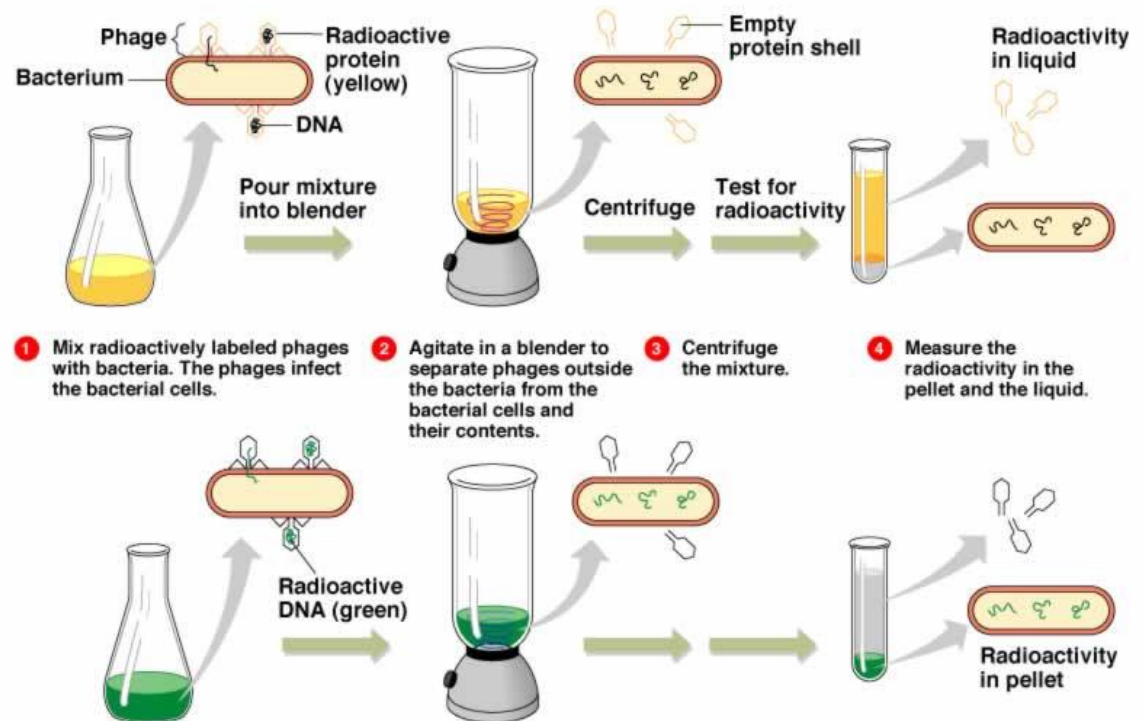 Phage
Bacterium
Radioactive
protein
(yellow)
DNA
Pour mixture
into blender
Empty
protein shell
Centrifuge
Test for
radioactivity
Radioactivity
in liquid
1 Mix radioactively labeled phages
with bacteria. The phages infect
the bacterial cells.
2 Agitate in a blender to
separate phages outside
the bacteria from the
bacterial cells and
their contents.
3 Centrifuge
the mixture.
4 Measure the
radioactivity in the
pellet and the liquid.
Radioactive
DNA (green)
Radioactivity
in pellet